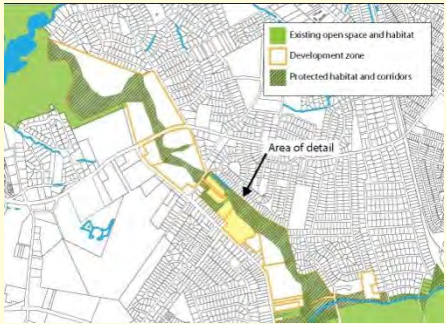 Existing open space and habitat
Development zone
Protected habitat and corridors
Area of detail